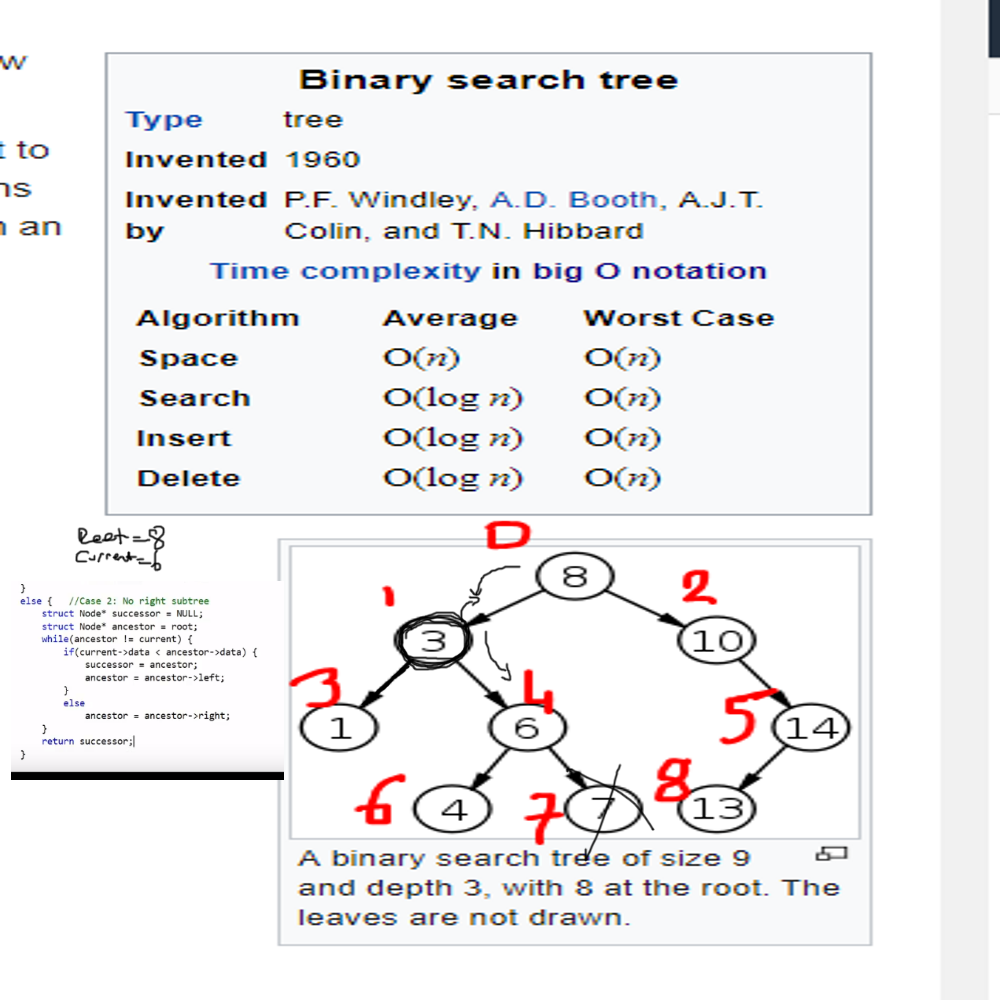 w
t to
ns
n an
Binary search tree
Type tree
Invented 1960
Invented by P.F. Windley, A.D. Booth, A.J.T. Colin, and T.N. Hibbard
Time complexity in big O notation
Algorithm Average Worst Case
Space O(n) O(n)
Search O(log n) O(n)
Insert O(log n) O(n)
Delete O(log n) O(n)
Root=8
Current=6
}
else { //Case 2: No right subtree
struct Node* successor = NULL;
struct Node* ancestor = root;
while(ancestor != current) {
if(current->data < ancestor->data) {
successor = ancestor;
ancestor = ancestor->left;
}
else
ancestor = ancestor->right;
}
return successor;
}
D
8
1
2
3
10
3
4
5
1
6
14
6
7
8
4
7
13
A binary search tree of size 9
and depth 3, with 8 at the root. The
leaves are not drawn.